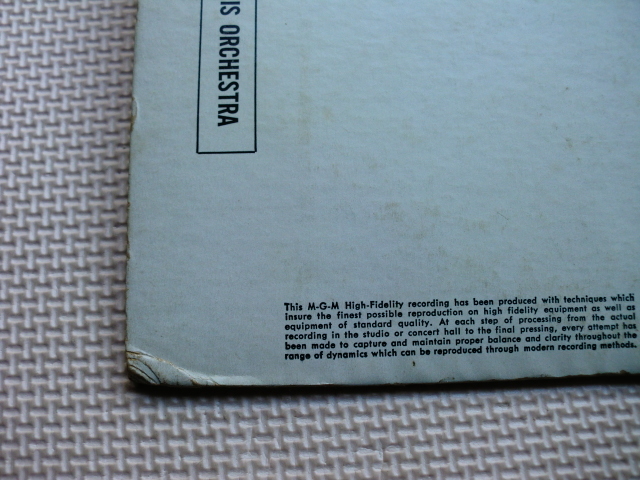 IS ORCHESTRA
This M-G-M High-Fidelity recording has been produced with techniques which
insure the finest possible reproduction on high fidelity equipment as well as
equipment of standard quality. At each step of processing from the actual
recording in the studio or concert hall to the final pressing, every attempt has
been made to capture and maintain proper balance and clarity throughout the
range of dynamics which can be reproduced through modern recording methods.